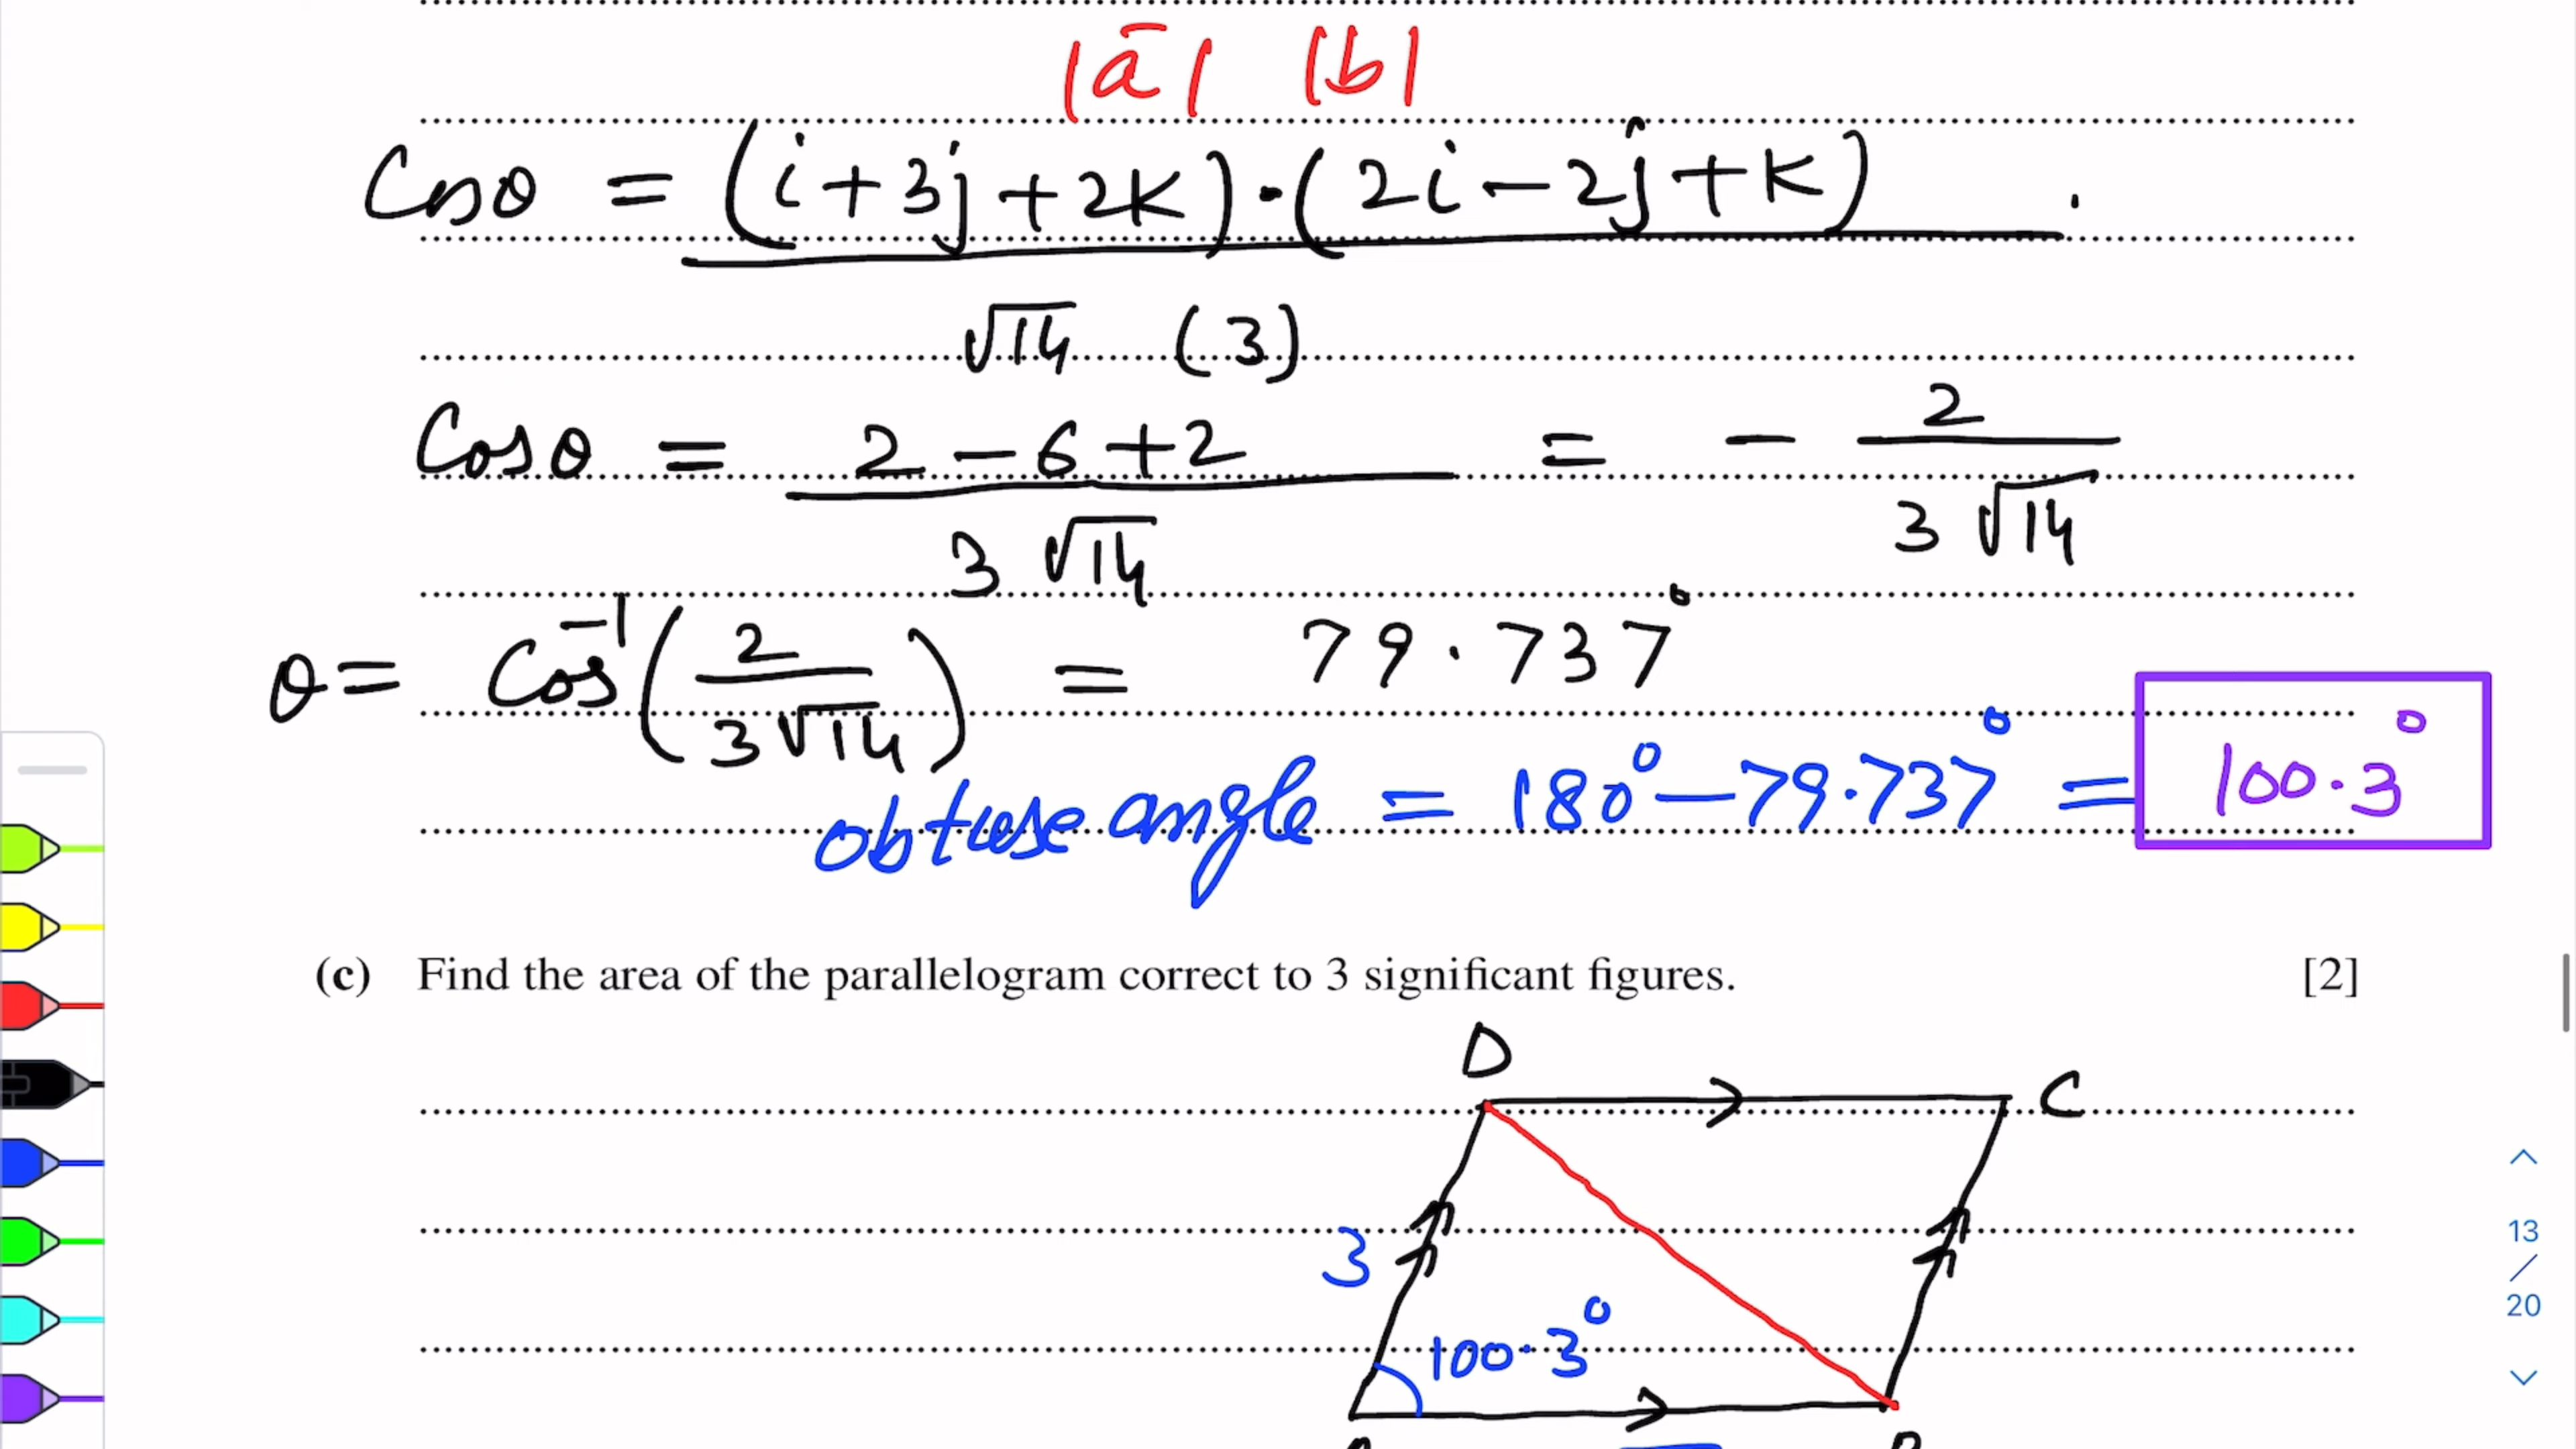 |a̅| |b|
Cosθ = (i+3j+2k)·(2i−2j+k)
√14 (3)
Cosθ = 2−6+2 / 3√14 = − 2 / 3√14
θ = Cos⁻¹(2 / 3√14) = 79.737°
obtuse angle = 180° − 79.737° = 100.3°
(c) Find the area of the parallelogram correct to 3 significant figures. [2]
D
C
3
100.3°
13
/
20